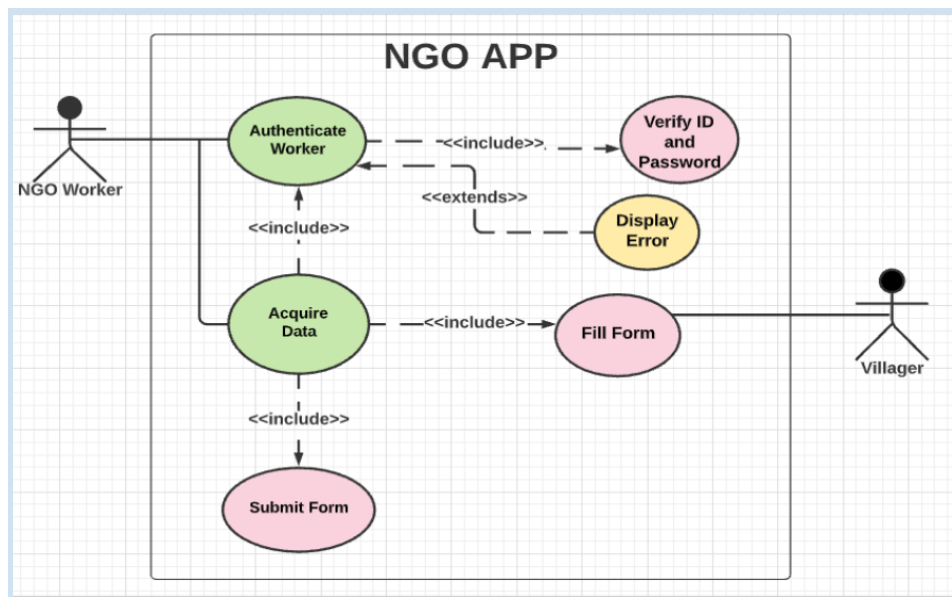 NGO APP
Authenticate
Worker
<<include>>
Verify ID
and
Password
NGO Worker
<<extends>>
Display
Error
<<include>>
Acquire
Data
<<include>>
Fill Form
Villager
<<include>>
Submit Form